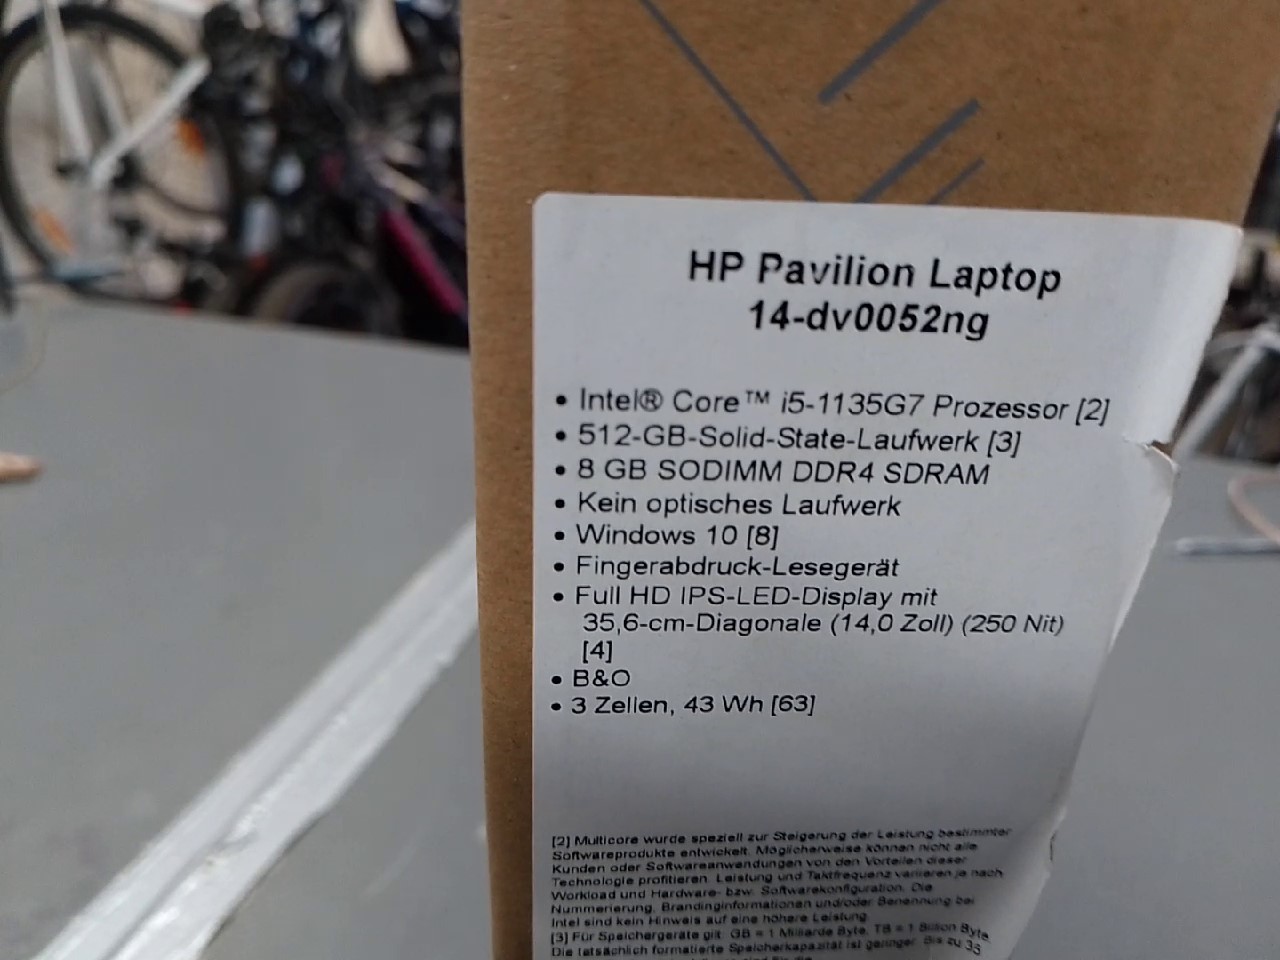 HP Pavilion Laptop
14-dv0052ng
• Intel® Core™ i5-1135G7 Prozessor [2]
• 512-GB-Solid-State-Laufwerk [3]
• 8 GB SODIMM DDR4 SDRAM
• Kein optisches Laufwerk
• Windows 10 [8]
• Fingerabdruck-Lesegerät
• Full HD IPS-LED-Display mit
35,6-cm-Diagonale (14,0 Zoll) (250 Nit)
[4]
• B&O
• 3 Zellen, 43 Wh [63]
[2] Multicore wurde speziell zur Steigerung der Leistung bestimmter
Softwareprodukte entwickelt. Möglicherweise können nicht alle
Kunden oder Softwareanwendungen von den Vorteilen dieser
Technologie profitieren. Leistung und Taktfrequenz variieren je nach
Workload und Hardware- bzw. Softwarekonfiguration. Die
Nummerierung, Brandinginformationen und/oder Benennung bei
Intel sind kein Hinweis auf eine höhere Leistung.
[3] Für Speichergeräte gilt: GB = 1 Milliarde Byte. TB = 1 Billion Byte.
Die tatsächlich formatierte Speicherkapazität ist geringer. Bis zu 35